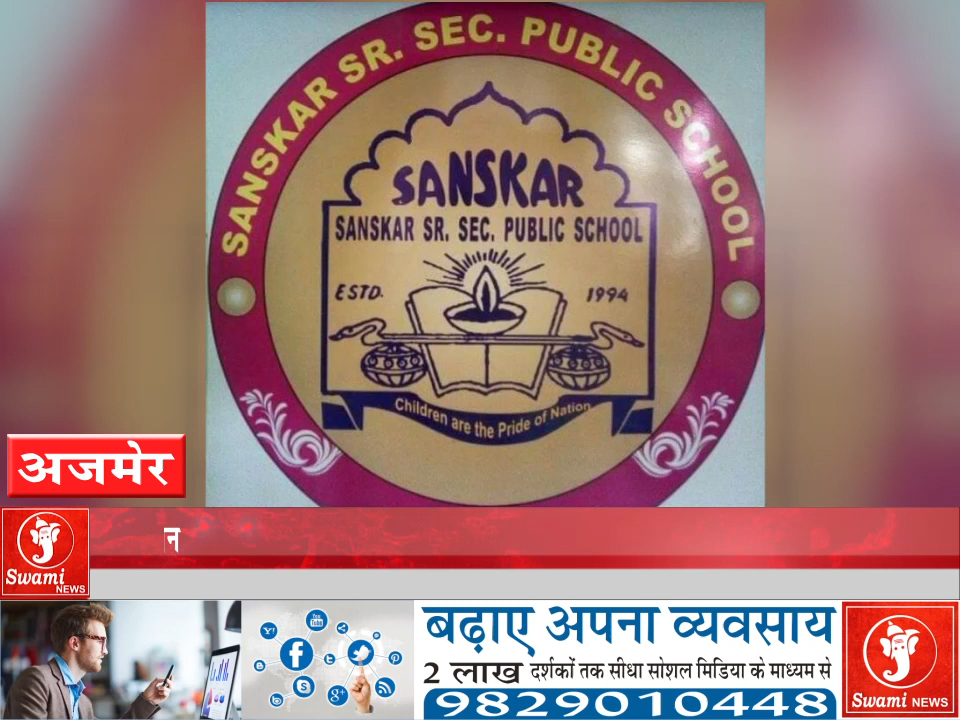 SANSKAR SR. SEC. PUBLIC SCHOOL
SANSKAR
SANSKAR SR. SEC. PUBLIC SCHOOL
ESTD. 1994
Children are the Pride of Nation
अजमेर
न
Swami NEWS
बढ़ाए अपना व्यवसाय
2 लाख दर्शकों तक सीधा सोशल मिडिया के माध्यम से
9829010448
Swami NEWS